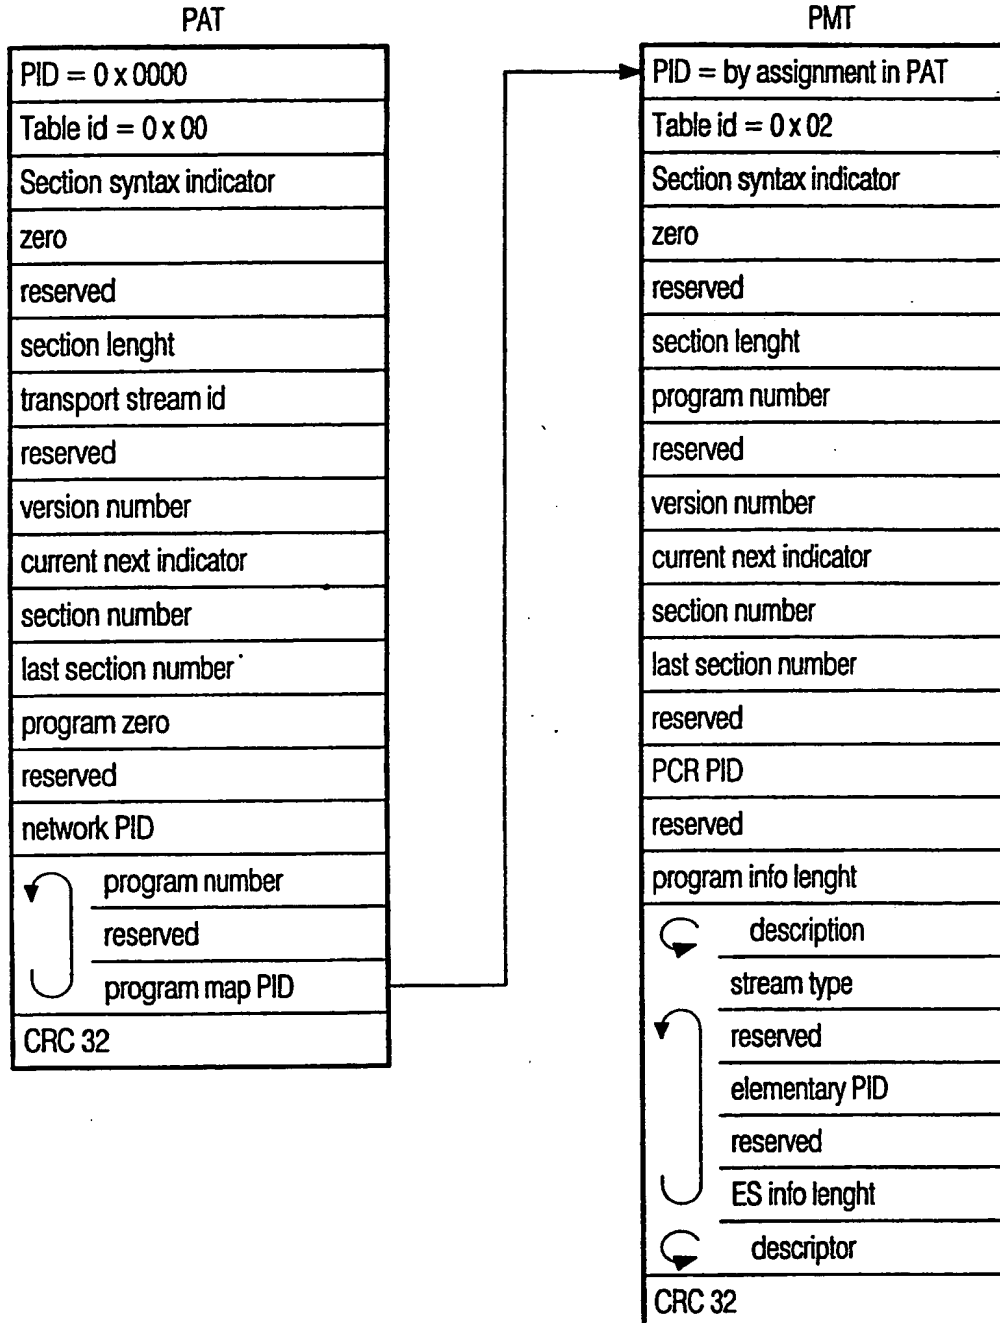 PAT
PID = 0 x 0000
Table id = 0 x 00
Section syntax indicator
zero
reserved
section lenght
transport stream id
reserved
version number
current next indicator
section number
last section number
program zero
reserved
network PID
program number
reserved
program map PID
CRC 32
PMT
PID = by assignment in PAT
Table id = 0 x 02
Section syntax indicator
zero
reserved
section lenght
program number
reserved
version number
current next indicator
section number
last section number
reserved
PCR PID
reserved
program info lenght
description
stream type
reserved
elementary PID
reserved
ES info lenght
descriptor
CRC 32